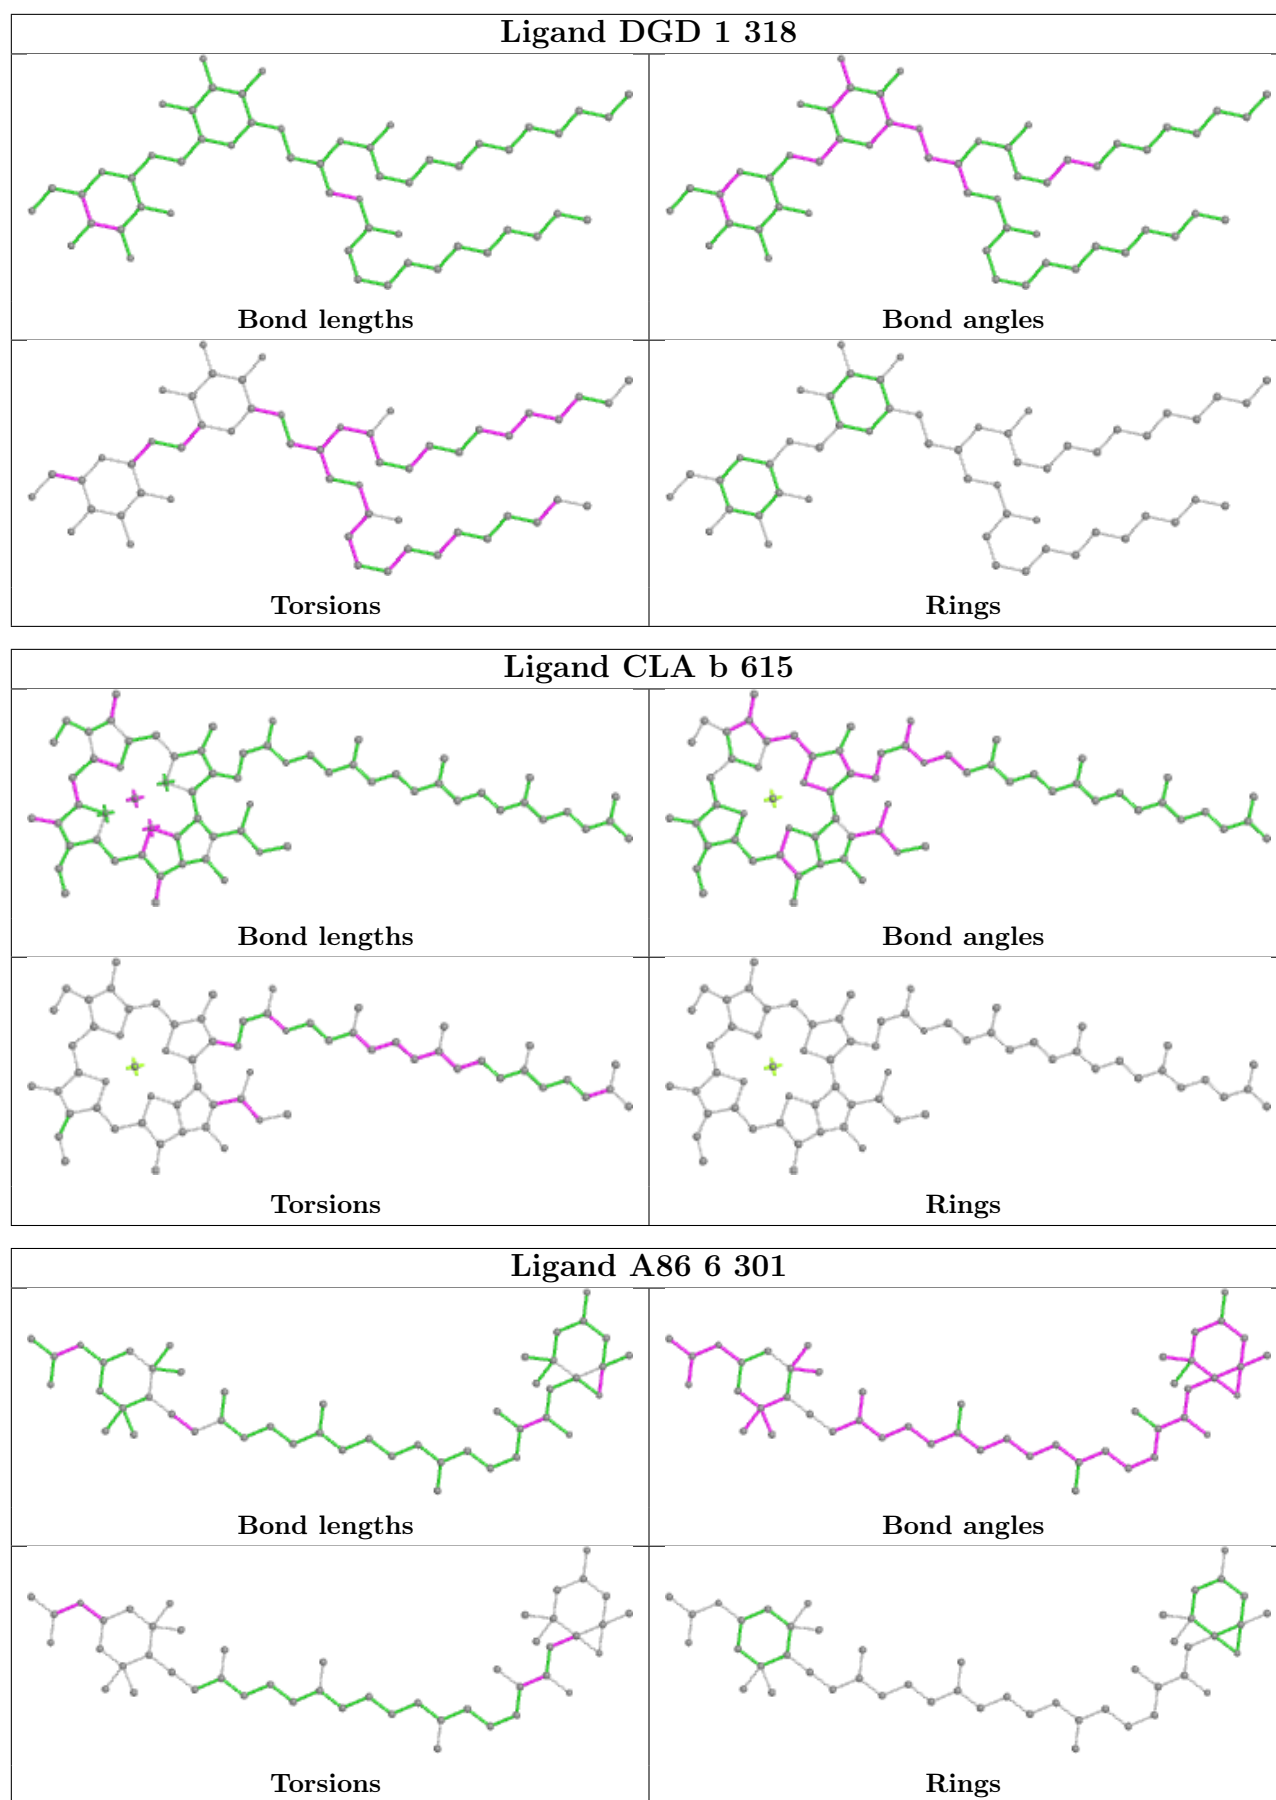 Ligand DGD 1 318
Bond lengths
Bond angles
Torsions
Rings
Ligand CLA b 615
Bond lengths
Bond angles
Torsions
Rings
Ligand A86 6 301
Bond lengths
Bond angles
Torsions
Rings